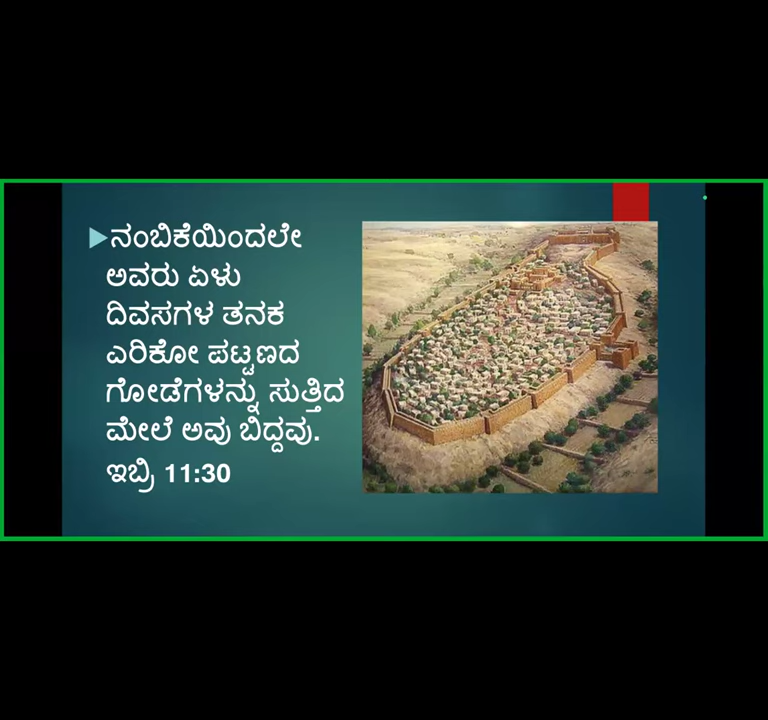 ನಂಬಿಕೆಯಿಂದಲೇ
ಅವರು ಏಳು
ದಿವಸಗಳ ತನಕ
ಎರಿಕೋ ಪಟ್ಟಣದ
ಗೋಡೆಗಳನ್ನು ಸುತ್ತಿದ
ಮೇಲೆ ಅವು ಬಿದ್ದವು.
ಇಬ್ರಿ 11:30